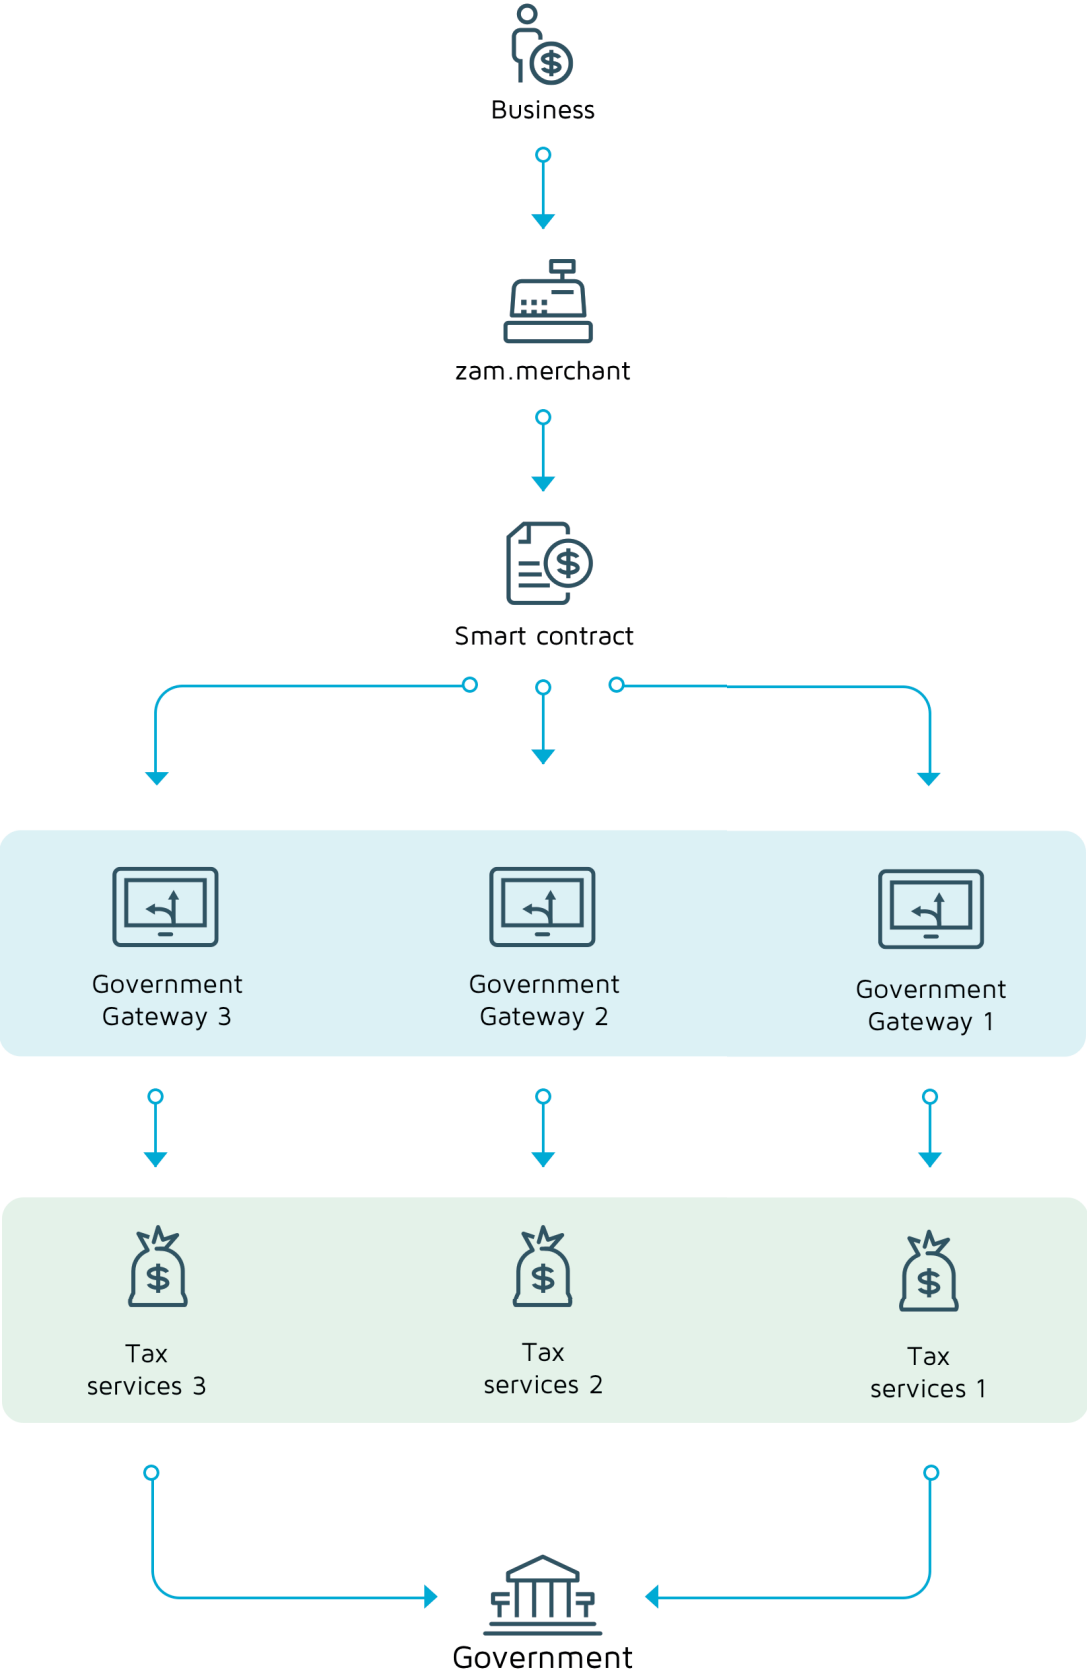 Business
zam.merchant
Smart contract
Government
Gateway 3
Government
Gateway 2
Government
Gateway 1
Tax
services 3
Tax
services 2
Tax
services 1
Government